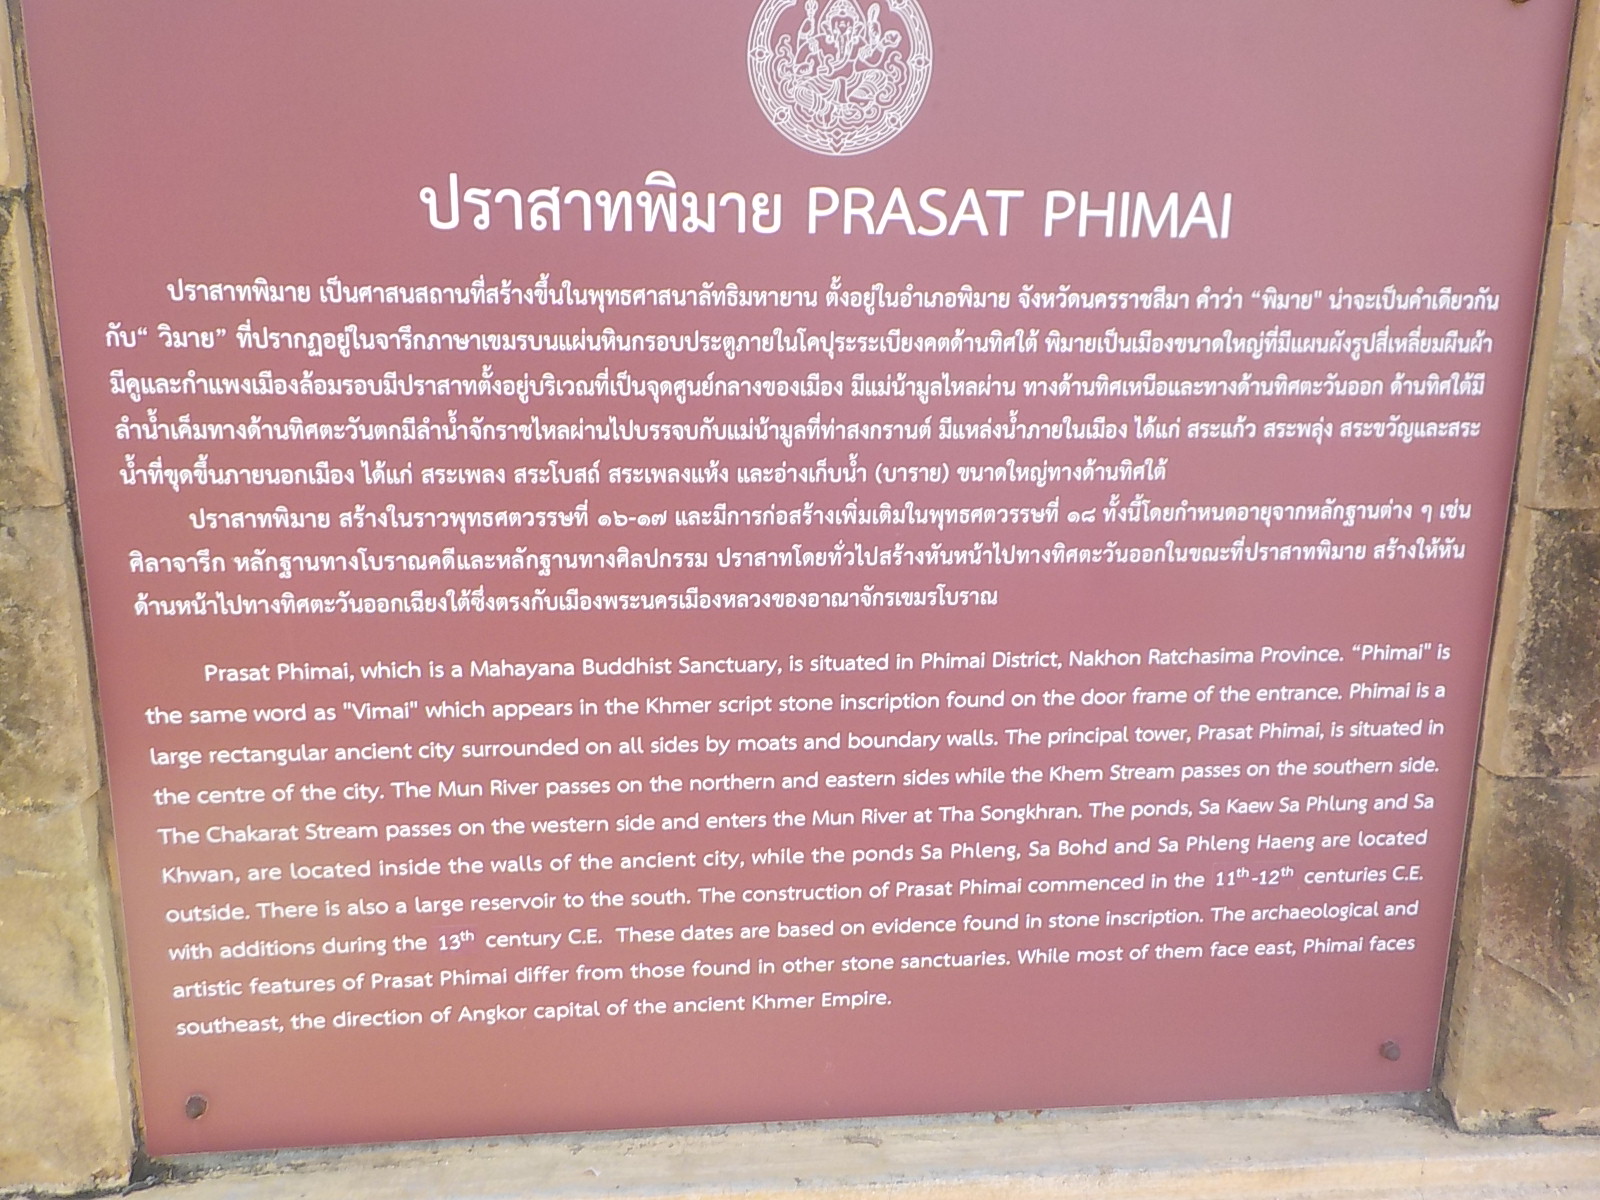 ปราสาทพิมาย PRASAT PHIMAI
ปราสาทพิมาย เป็นศาสนสถานที่สร้างขึ้นในพุทธศาสนาลัทธิมหายาน ตั้งอยู่ในอำเภอพิมาย จังหวัดนครราชสีมา คำว่า “พิมาย" น่าจะเป็นคำเดียวกัน
กับ“ วิมาย” ที่ปรากฏอยู่ในจารึกภาษาเขมรบนแผ่นหินกรอบประตูภายในโคปุระระเบียงคตด้านทิศใต้ พิมายเป็นเมืองขนาดใหญ่ที่มีแผนผังรูปสี่เหลี่ยมผืนผ้า
มีคูและกำแพงเมืองล้อมรอบมีปราสาทตั้งอยู่บริเวณที่เป็นจุดศูนย์กลางของเมือง มีแม่น้ำมูลไหลผ่าน ทางด้านทิศเหนือและทางด้านทิศตะวันออก ด้านทิศใต้มี
ลำน้ำเค็มทางด้านทิศตะวันตกมีลำน้ำจักราชไหลผ่านไปบรรจบกับแม่น้ำมูลที่ท่าสงกรานต์ มีแหล่งน้ำภายในเมือง ได้แก่ สระแก้ว สระพลุ่ง สระขวัญและสระ
น้ำที่ขุดขึ้นภายนอกเมือง ได้แก่ สระเพลง สระโบสถ์ สระเพลงแห้ง และอ่างเก็บน้ำ (บาราย) ขนาดใหญ่ทางด้านทิศใต้
ปราสาทพิมาย สร้างในราวพุทธศตวรรษที่ ๑๖-๑๗ และมีการก่อสร้างเพิ่มเติมในพุทธศตวรรษที่ ๑๘ ทั้งนี้โดยกำหนดอายุจากหลักฐานต่าง ๆ เช่น
ศิลาจารึก หลักฐานทางโบราณคดีและหลักฐานทางศิลปกรรม ปราสาทโดยทั่วไปสร้างหันหน้าไปทางทิศตะวันออกในขณะที่ปราสาทพิมาย สร้างให้หัน
ด้านหน้าไปทางทิศตะวันออกเฉียงใต้ซึ่งตรงกับเมืองพระนครเมืองหลวงของอาณาจักรเขมรโบราณ
Prasat Phimai, which is a Mahayana Buddhist Sanctuary, is situated in Phimai District, Nakhon Ratchasima Province. “Phimai" is
the same word as "Vimai" which appears in the Khmer script stone inscription found on the door frame of the entrance. Phimai is a
large rectangular ancient city surrounded on all sides by moats and boundary walls. The principal tower, Prasat Phimai, is situated in
the centre of the city. The Mun River passes on the northern and eastern sides while the Khem Stream passes on the southern side.
The Chakarat Stream passes on the western side and enters the Mun River at Tha Songkhran. The ponds, Sa Kaew Sa Phlung and Sa
Khwan, are located inside the walls of the ancient city, while the ponds Sa Phleng, Sa Bohd and Sa Phleng Haeng are located
outside. There is also a large reservoir to the south. The construction of Prasat Phimai commenced in the 11th-12th centuries C.E.
with additions during the 13th century C.E. These dates are based on evidence found in stone inscription. The archaeological and
artistic features of Prasat Phimai differ from those found in other stone sanctuaries. While most of them face east, Phimai faces
southeast, the direction of Angkor capital of the ancient Khmer Empire.